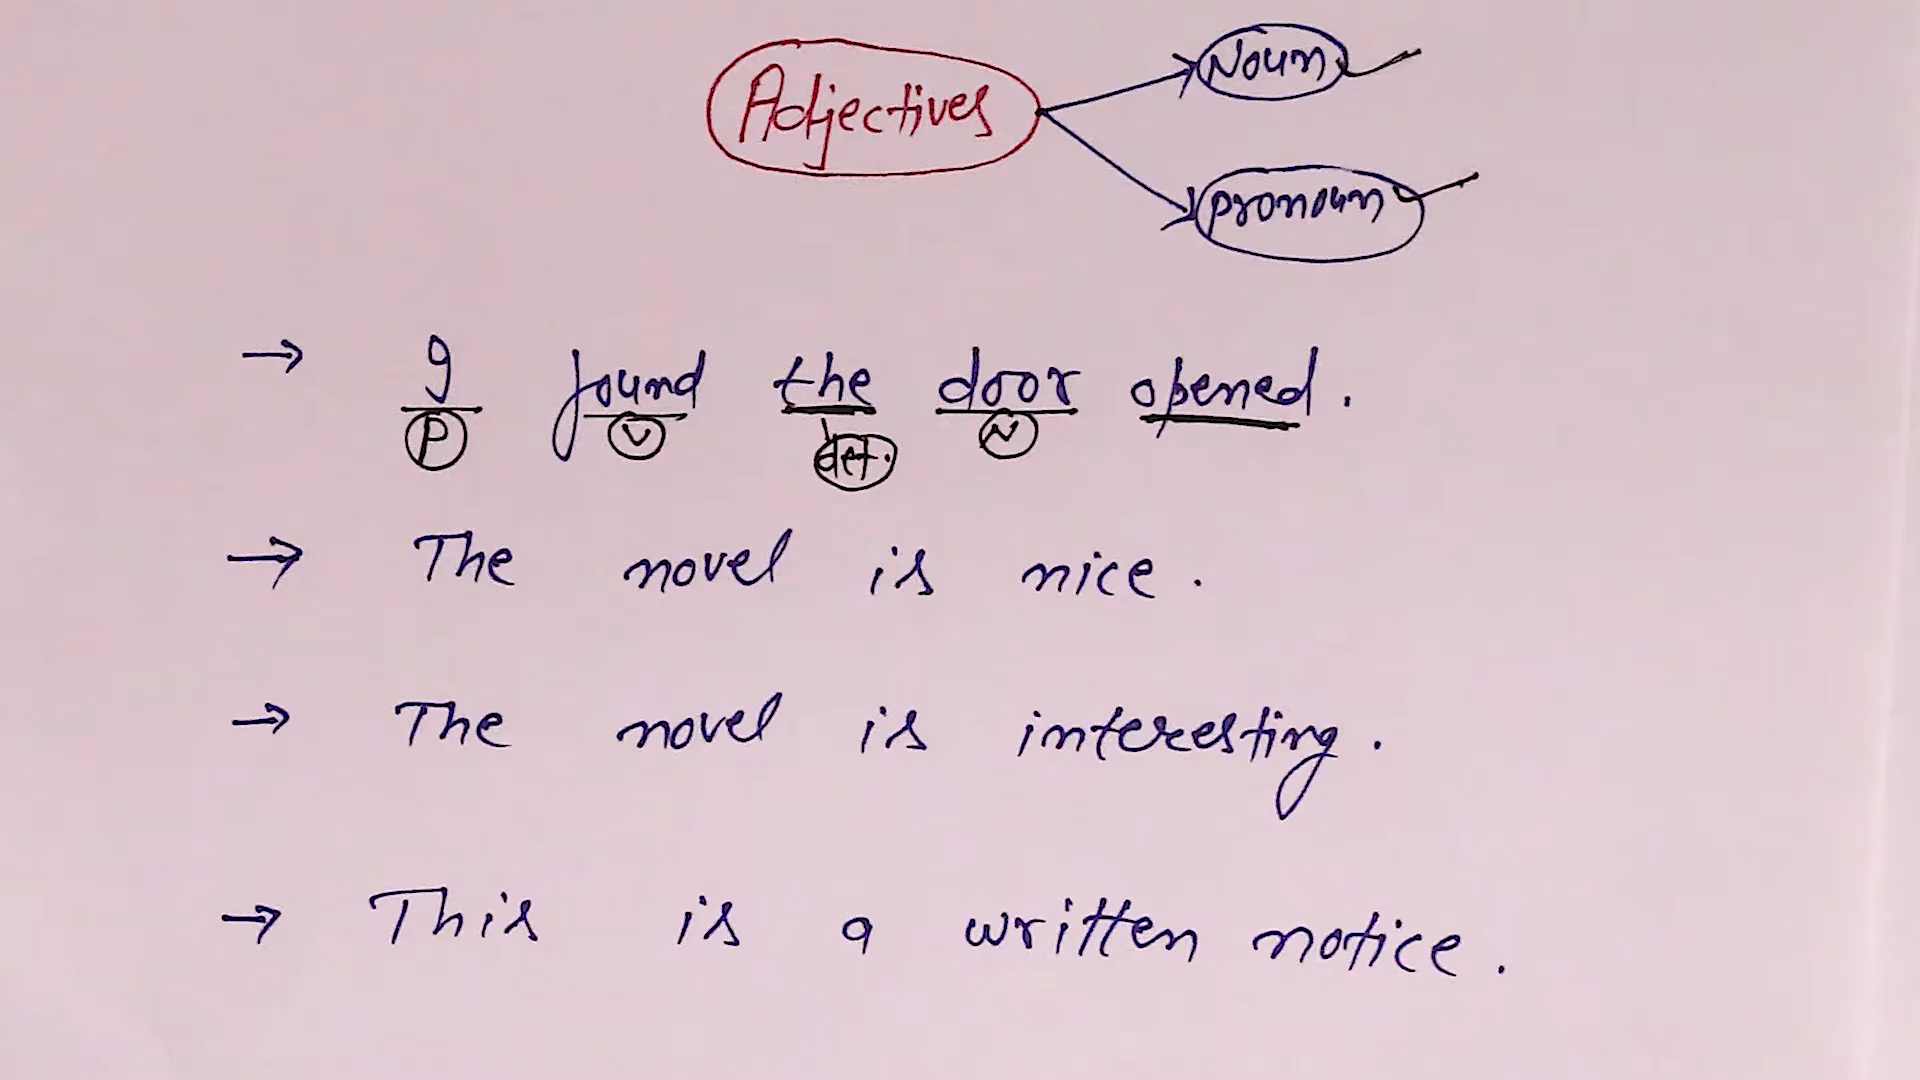 Adjectives
Noun
Pronoun
→ I found the door opened.
P V det. N
→ The novel is nice.
→ The novel is interesting.
→ This is a written notice.